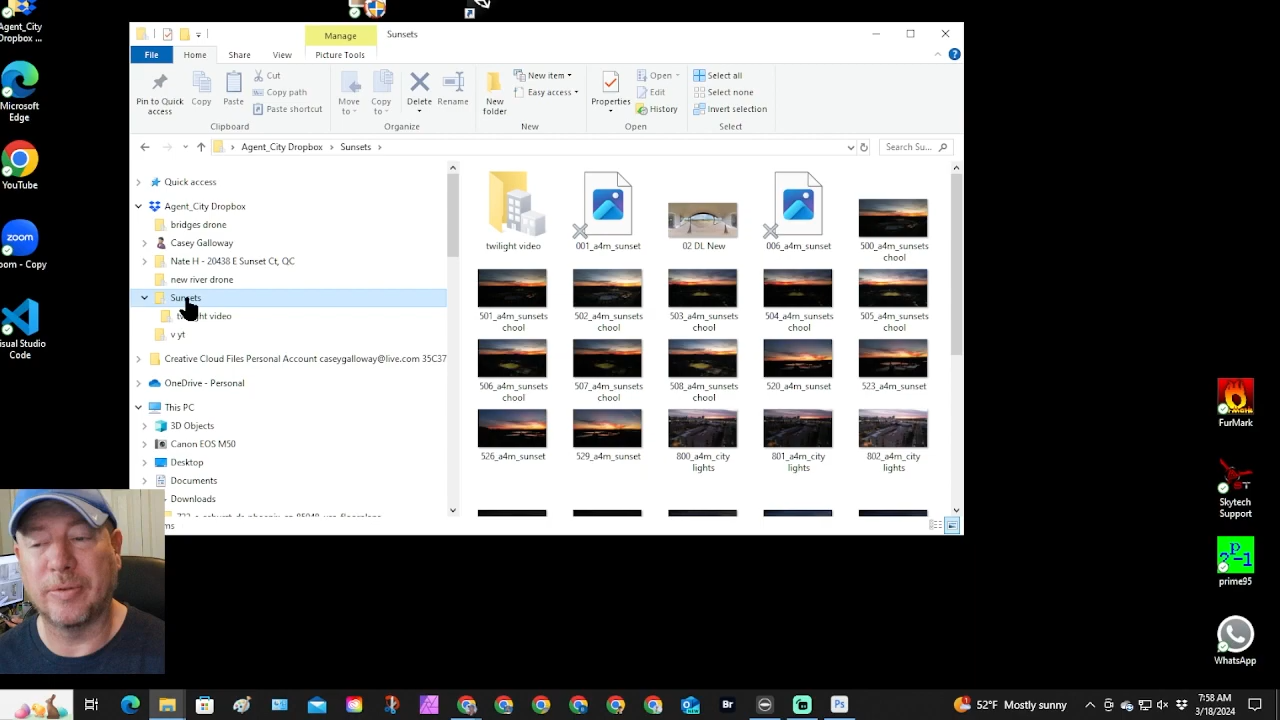 Agent_City
Dropbox ...
Microsoft
Edge
YouTube
zoom
oom - Copy
isual Studio
Code
Manage
Sunsets
File
Home
Share
View
Picture Tools
Pin to Quick
access
Copy
Paste
Cut
Copy path
Paste shortcut
Clipboard
Move
to
Copy
to
Delete
Rename
Organize
New
folder
New item
Easy access
New
Properties
Open
Edit
History
Open
Select all
Select none
Invert selection
Select
Agent_City Dropbox
Sunsets
Search Su...
Quick access
Agent_City Dropbox
bridges drone
Casey Galloway
Nate H - 20438 E Sunset Ct, QC
new river drone
Sunsets
ht video
v yt
Creative Cloud Files Personal Account caseygalloway@live.com 35C37
OneDrive - Personal
This PC
3D Objects
Canon EOS M50
Desktop
Documents
Downloads
ms
twilight video
001_a4m_sunset
02 DL New
006_a4m_sunset
500_a4m_sunsets
chool
501_a4m_sunsets
chool
502_a4m_sunsets
chool
503_a4m_sunsets
chool
504_a4m_sunsets
chool
505_a4m_sunsets
chool
506_a4m_sunsets
chool
507_a4m_sunsets
chool
508_a4m_sunsets
chool
520_a4m_sunset
523_a4m_sunset
526_a4m_sunset
529_a4m_sunset
800_a4m_city
lights
801_a4m_city
lights
802_a4m_city
lights
FurMark
Skytech
Support
prime95
WhatsApp
Br
Ps
52°F Mostly sunny
7:58 AM
3/18/2024